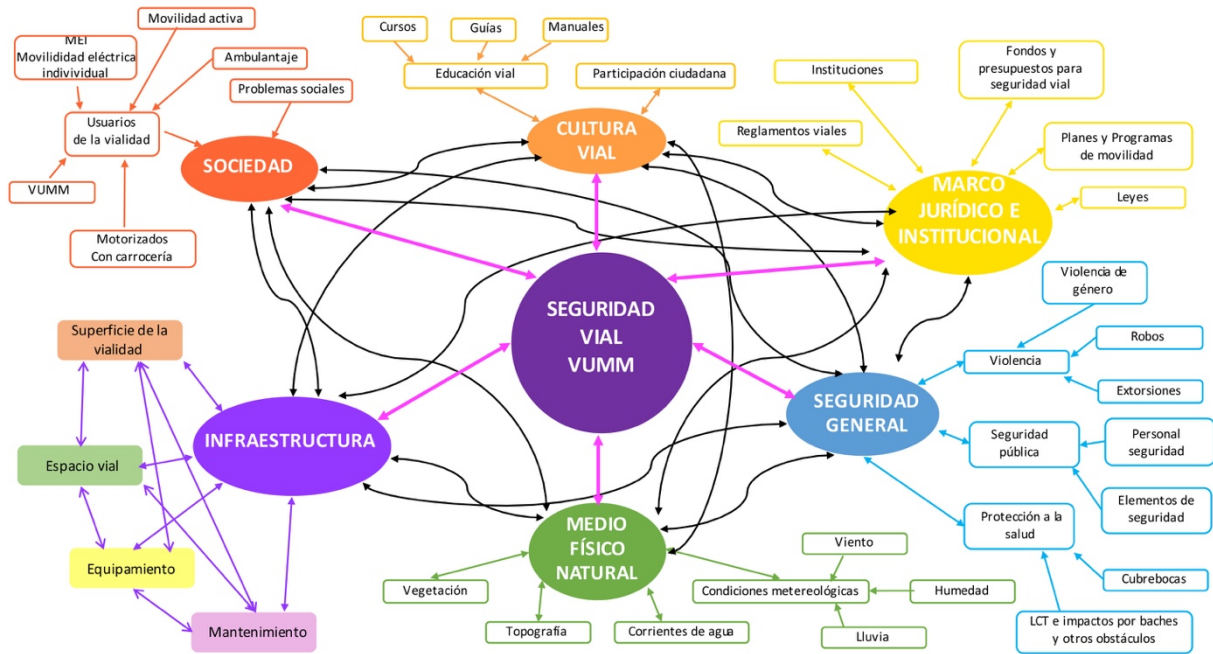 Movilidad activa
MEI
Movilididad eléctrica
indivividual
Ambulantaje
Problemas sociales
Usuarios
de la vialidad
VUMM
Motorizados
Con carrocería
SOCIEDAD
Cursos
Guías
Manuales
Educación vial
Participación ciudadana
CULTURA
VIAL
Instituciones
Fondos y
presupuestos para
seguridad vial
Reglamentos viales
Planes y Programas
de movilidad
Leyes
MARCO
JURÍDICO E
INSTITUCIONAL
SEGURIDAD
VIAL
VUMM
Violencia de
género
Violencia
Robos
Extorsiones
SEGURIDAD
GENERAL
Seguridad
pública
Personal
seguridad
Elementos de
seguridad
Protección a la
salud
Cubrebocas
LCT e impactos por baches
y otros obstáculos
Superficie de la
vialidad
INFRAESTRUCTURA
Espacio vial
Equipamiento
Mantenimiento
MEDIO
FÍSICO
NATURAL
Vegetación
Topografía
Corrientes de agua
Viento
Condiciones metereológicas
Humedad
Lluvia